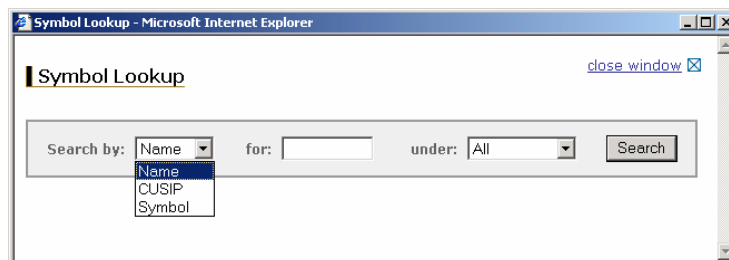 Symbol Lookup - Microsoft Internet Explorer
close window
Symbol Lookup
Search by: Name for: under: All Search
Name
CUSIP
Symbol